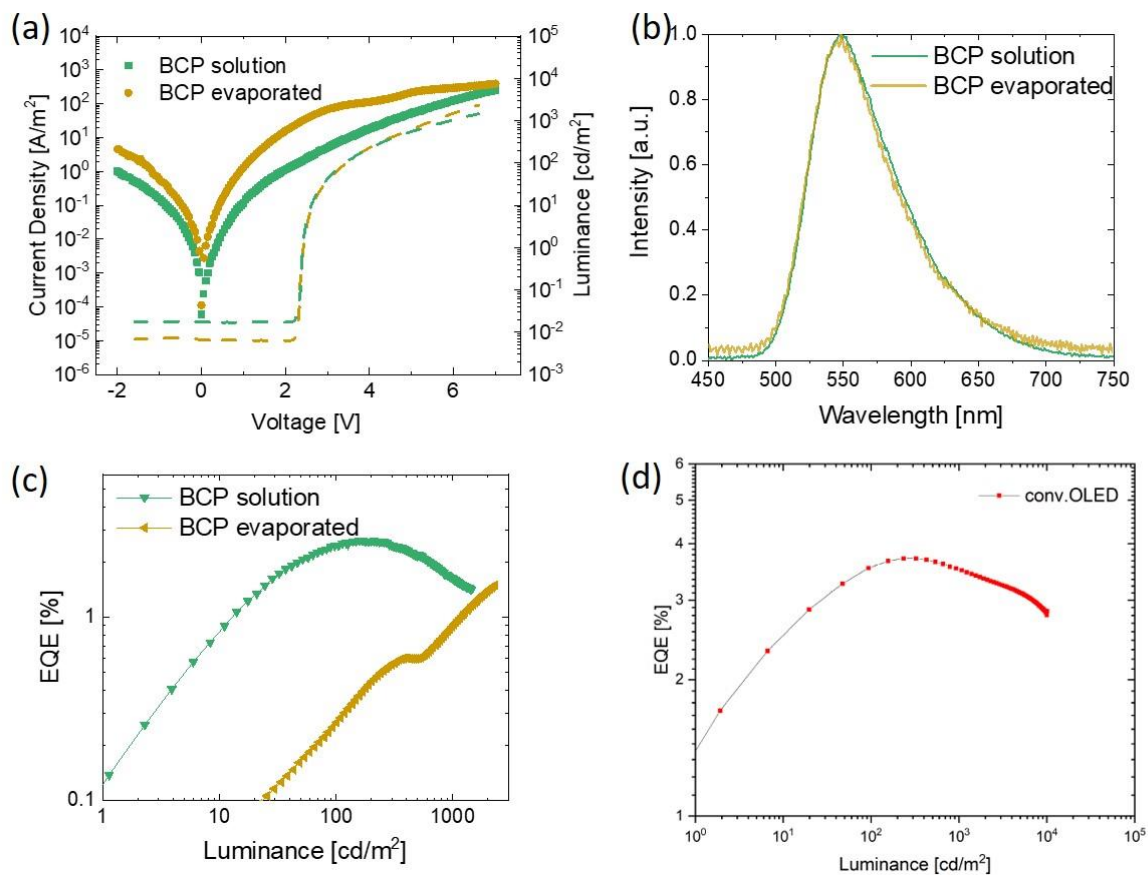 (a)
BCP solution
BCP evaporated
Current Density [A/m²]
10⁴
10³
10²
10¹
10⁰
10⁻¹
10⁻²
10⁻³
10⁻⁴
10⁻⁵
10⁻⁶
-2 0 2 4 6
Voltage [V]
10⁵
10⁴
10³
10²
10¹
10⁰
10⁻¹
10⁻²
10⁻³
Luminance [cd/m²]
(b)
BCP solution
BCP evaporated
Intensity [a.u.]
1.0
0.8
0.6
0.4
0.2
0.0
450 500 550 600 650 700 750
Wavelength [nm]
(c)
BCP solution
BCP evaporated
EQE [%]
1
0.1
1 10 100 1000
Luminance [cd/m²]
(d)
conv.OLED
EQE [%]
6
5
4
3
2
1
10⁰ 10¹ 10² 10³ 10⁴ 10⁵
Luminance [cd/m²]